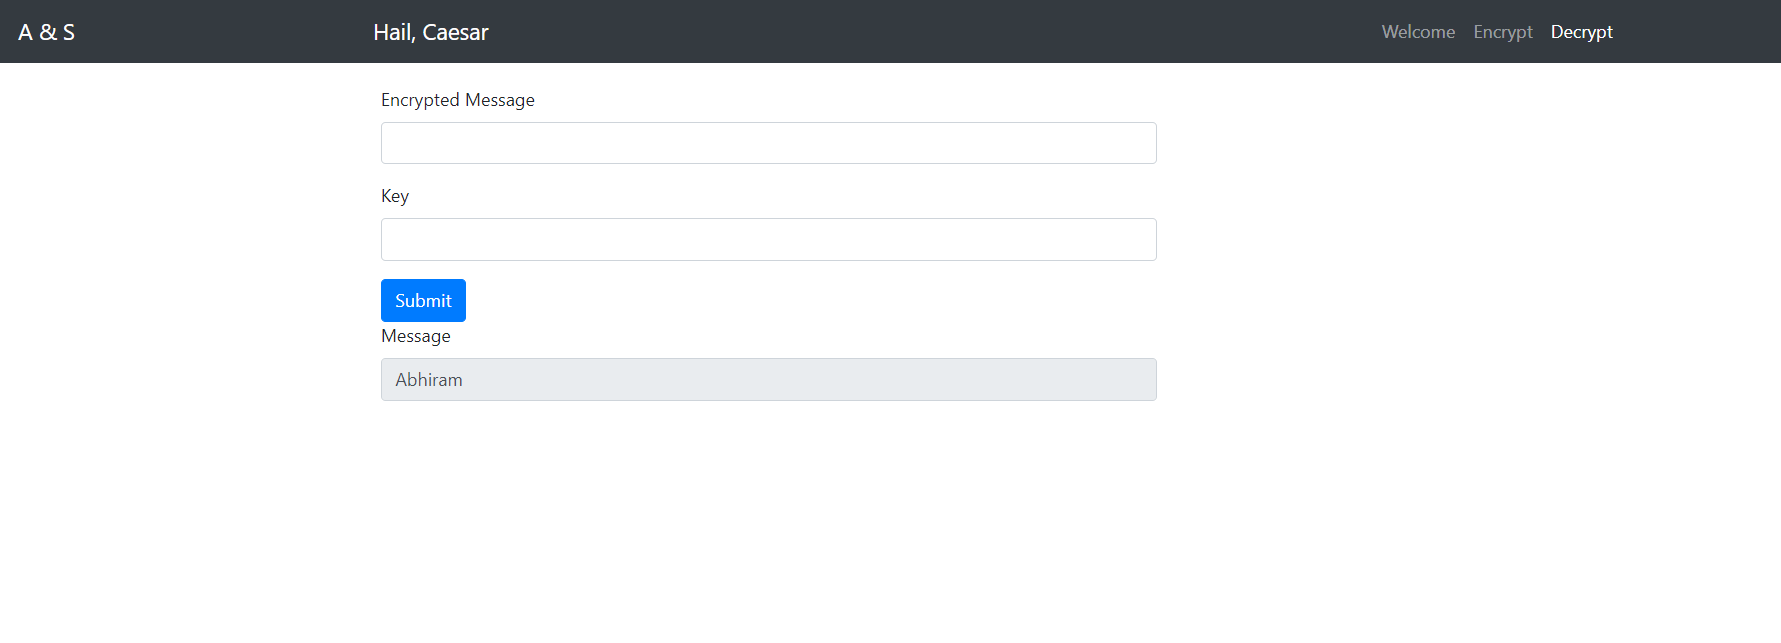 A & S Hail, Caesar Welcome Encrypt Decrypt
Encrypted Message
Key
Submit
Message
Abhiram